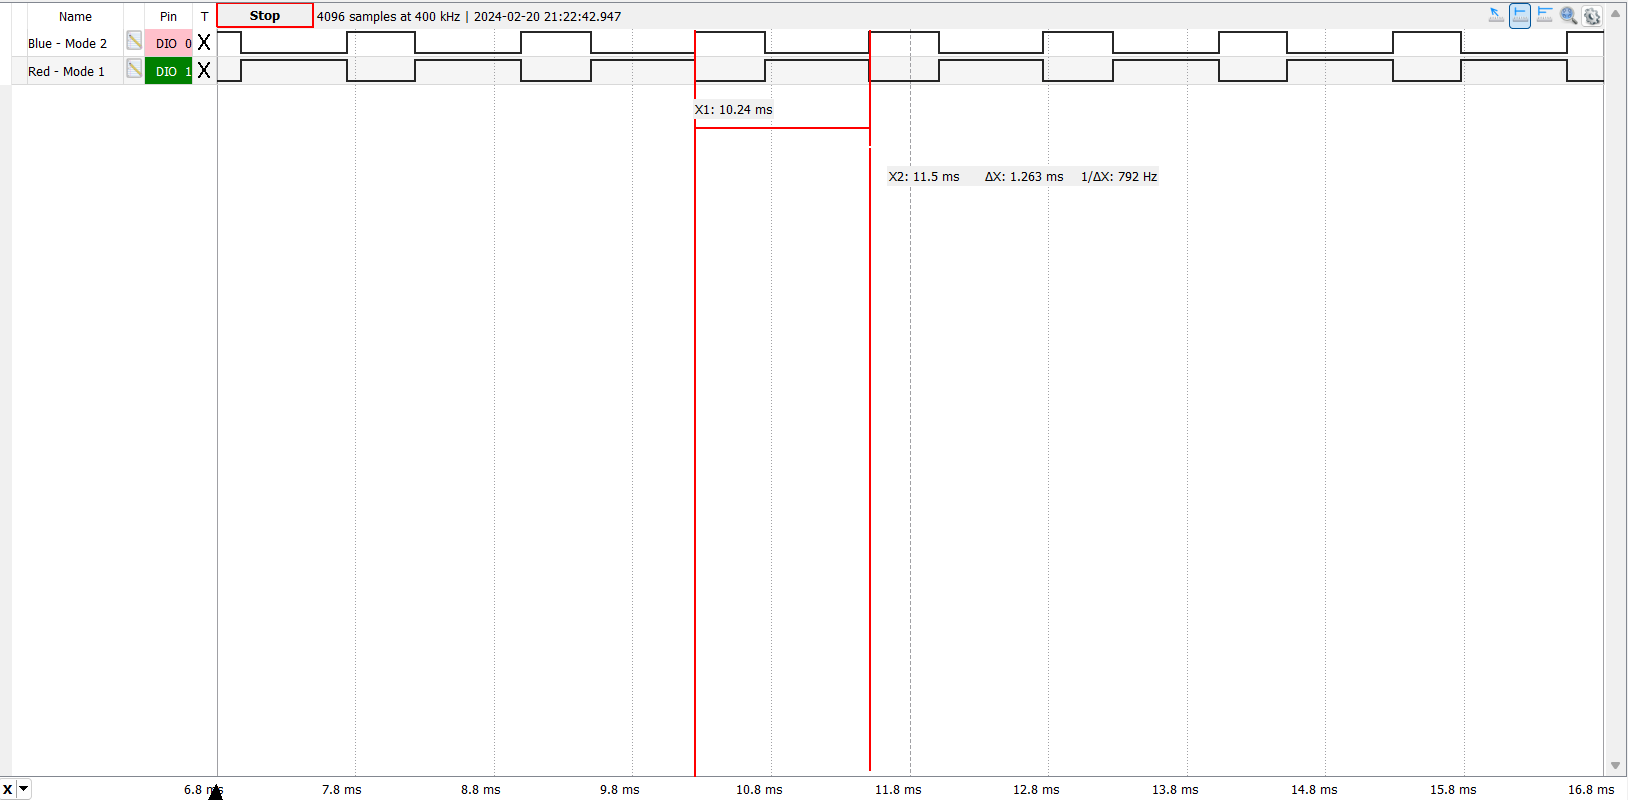 Name Pin T Stop 4096 samples at 400 kHz | 2024-02-20 21:22:42.947
Blue - Mode 2 DIO 0 X
Red - Mode 1 DIO 1 X
X1: 10.24 ms
X2: 11.5 ms ΔX: 1.263 ms 1/ΔX: 792 Hz
X 6.8 ms 7.8 ms 8.8 ms 9.8 ms 10.8 ms 11.8 ms 12.8 ms 13.8 ms 14.8 ms 15.8 ms 16.8 ms